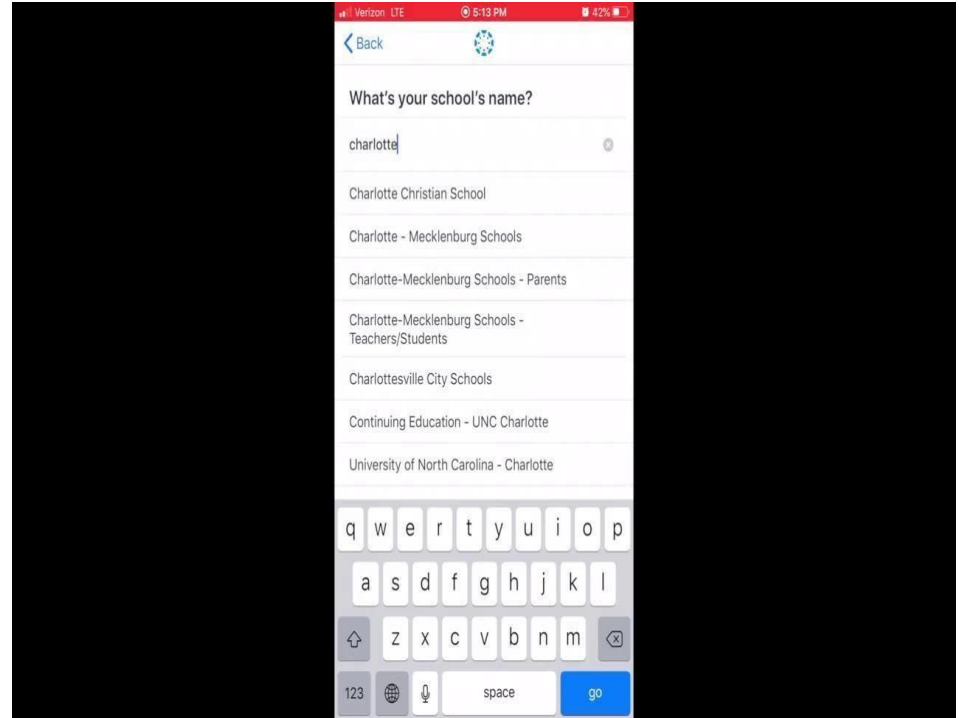 Verizon LTE 5:13 PM 42%
Back
What's your school's name?
charlotte
Charlotte Christian School
Charlotte - Mecklenburg Schools
Charlotte-Mecklenburg Schools - Parents
Charlotte-Mecklenburg Schools -
Teachers/Students
Charlottesville City Schools
Continuing Education - UNC Charlotte
University of North Carolina - Charlotte
q w e r t y u i o p
a s d f g h j k l
z x c v b n m
123 space go